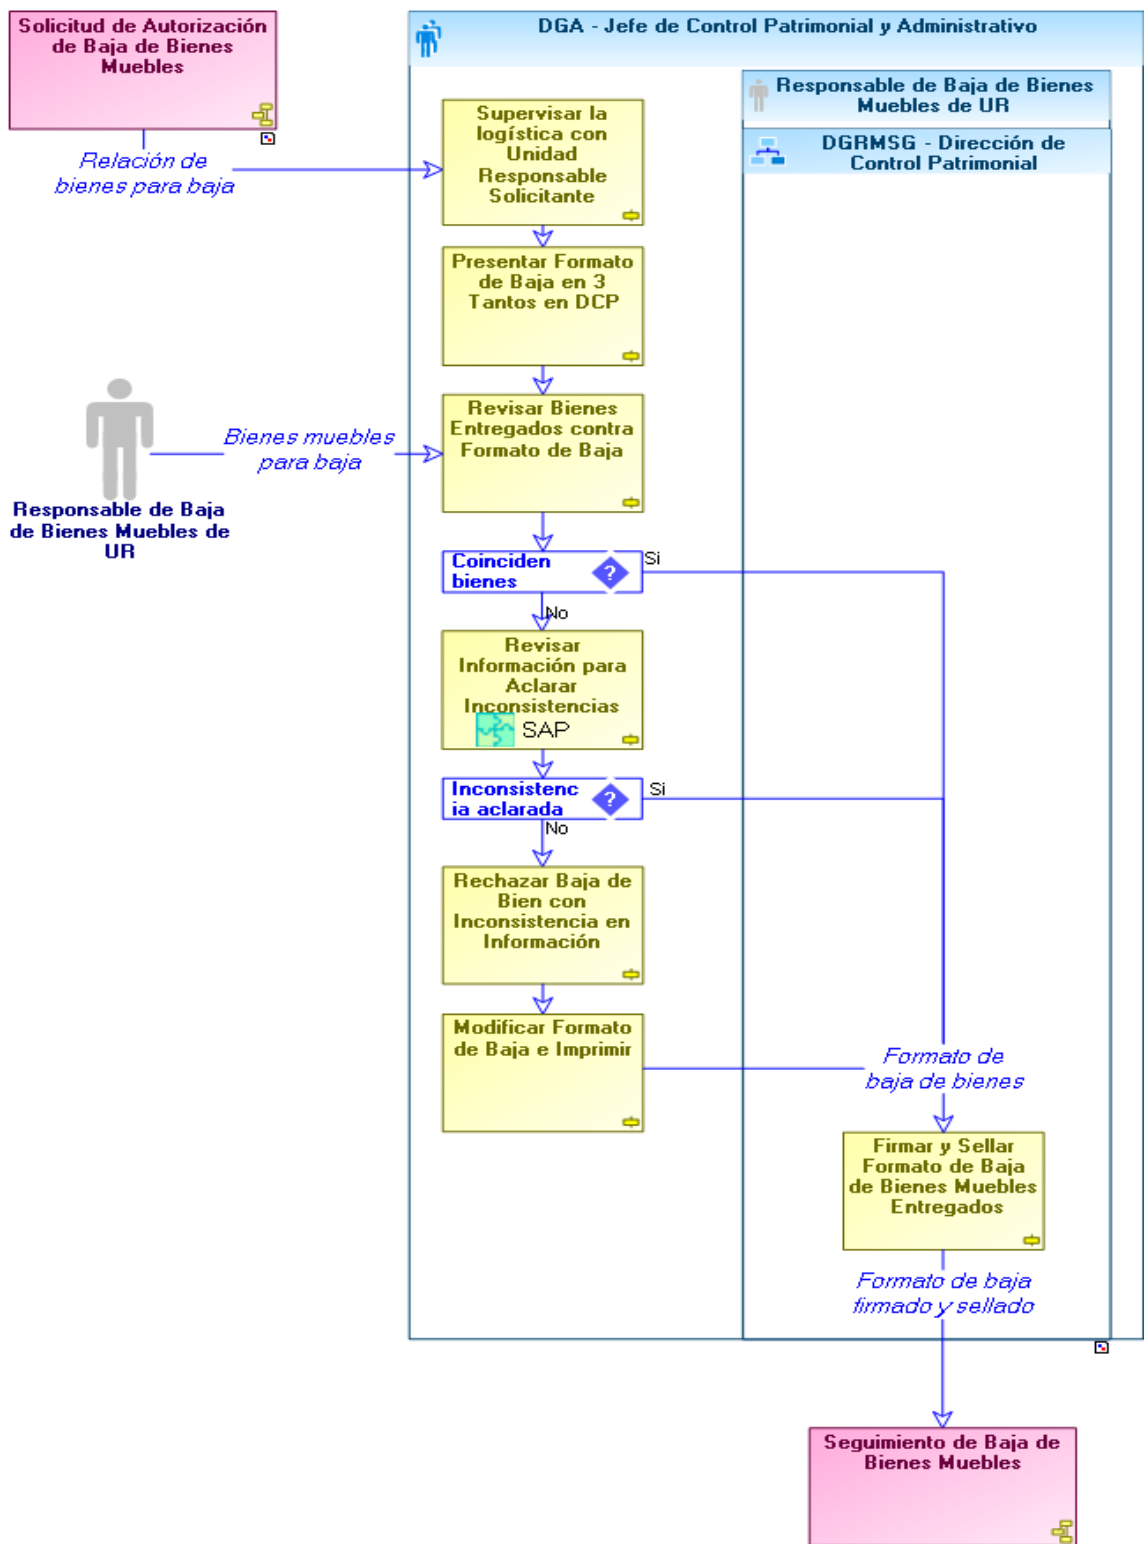 Solicitud de Autorización
de Baja de Bienes
Muebles
DGA - Jefe de Control Patrimonial y Administrativo
Responsable de Baja de Bienes
Muebles de UR
DGRMSG - Dirección de
Control Patrimonial
Supervisar la
logística con
Unidad
Responsable
Solicitante
Relación de
bienes para baja
Presentar Formato
de Baja en 3
Tantos en DCP
Revisar Bienes
Entregados contra
Formato de Baja
Bienes muebles
para baja
Responsable de Baja
de Bienes Muebles de
UR
Coinciden
bienes
?
Si
No
Revisar
Información para
Aclarar
Inconsistencias
SAP
Inconsistenc
ia aclarada
?
Si
No
Rechazar Baja de
Bien con
Inconsistencia en
Información
Modificar Formato
de Baja e Imprimir
Formato de
baja de bienes
Firmar y Sellar
Formato de Baja
de Bienes Muebles
Entregados
Formato de baja
firmado y sellado
Seguimiento de Baja de
Bienes Muebles